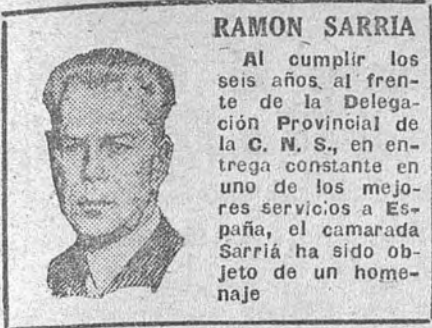 RAMON SARRIA
Al cumplir los
seis años, al fren-
te de la Delega-
ción Provincial de
la C. N. S., en en-
trega constante en
uno de los mejo-
res servicios a Es-
paña, el camarada
Sarriá ha sido ob-
jeto de un home-
naje